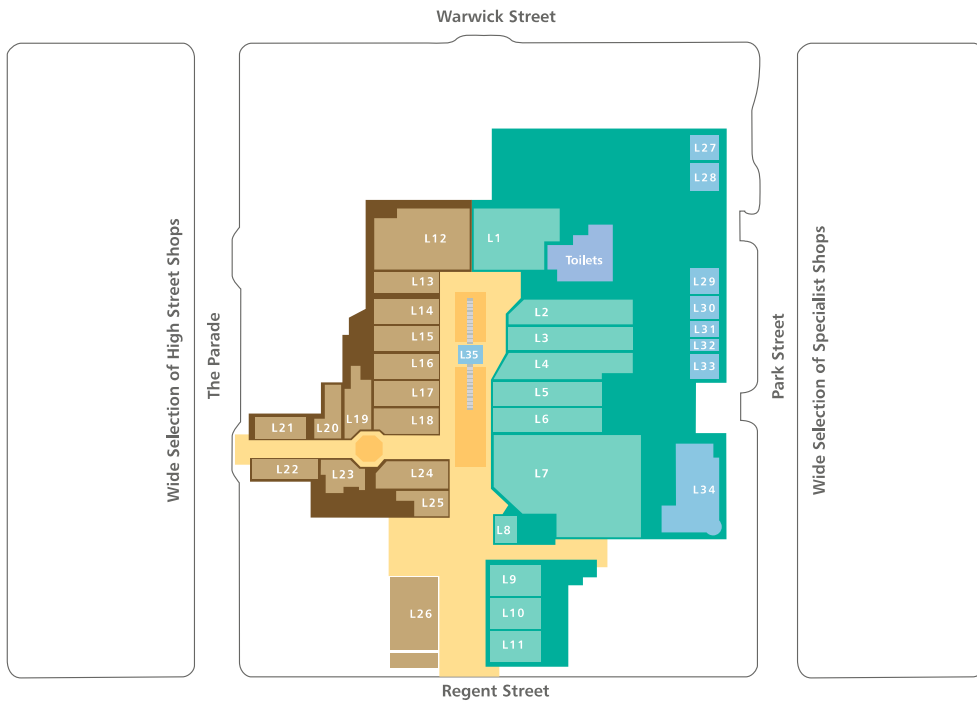 Warwick Street
Wide Selection of High Street Shops
The Parade
Park Street
Wide Selection of Specialist Shops
L27
L28
L12
L1
Toilets
L13
L29
L14
L2
L30
L15
L3
L31
L32
L35
L16
L4
L33
L17
L5
L18
L6
L19
L20
L21
L22
L23
L24
L7
L34
L25
L8
L9
L26
L10
L11
Regent Street